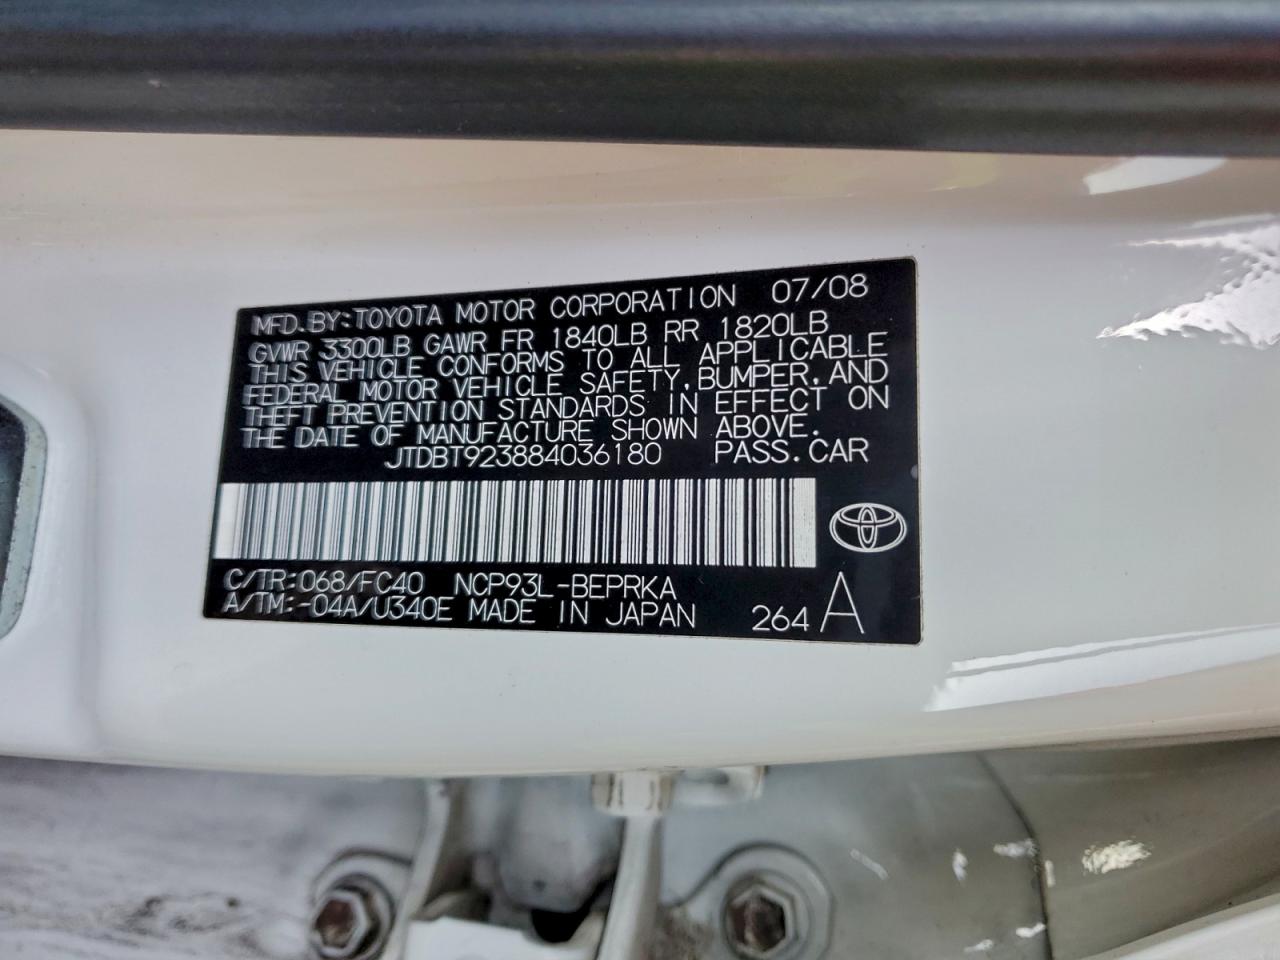 MFD.BY:TOYOTA MOTOR CORPORATION 07/08
GVWR 3300LB GAWR FR 1840LB RR 1820LB
THIS VEHICLE CONFORMS TO ALL APPLICABLE
FEDERAL MOTOR VEHICLE SAFETY,BUMPER,AND
THEFT PREVENTION STANDARDS IN EFFECT ON
THE DATE OF MANUFACTURE SHOWN ABOVE.
JTDBT923884036180 PASS.CAR
C/TR:068/FC40 NCP93L-BEPRKA
A/TM:-04A/U340E MADE IN JAPAN 264 A